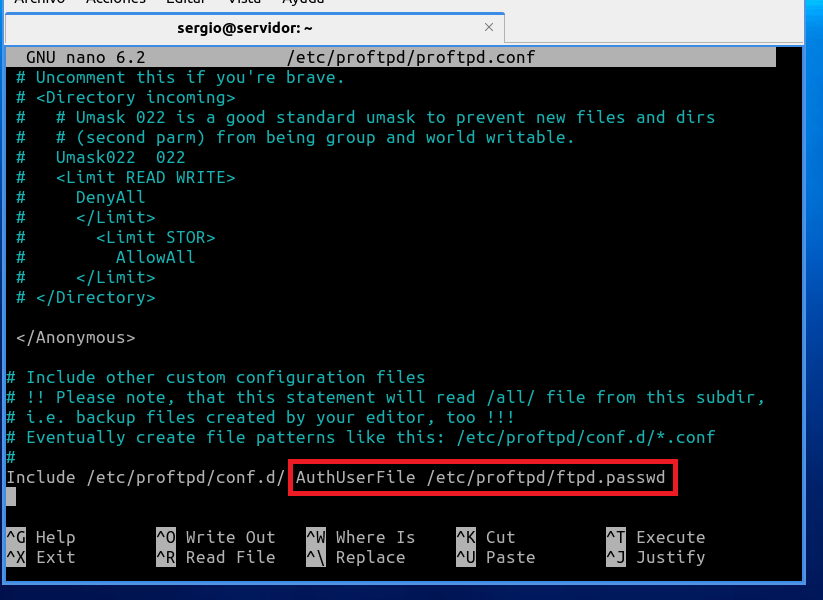 Archivo Acciones Editar Vista Ayuda
sergio@servidor: ~ ×
GNU nano 6.2 /etc/proftpd/proftpd.conf
# Uncomment this if you're brave.
# <Directory incoming>
#   # Umask 022 is a good standard umask to prevent new files and dirs
#   # (second parm) from being group and world writable.
#   Umask022  022
#   <Limit READ WRITE>
#     DenyAll
#     </Limit>
#       <Limit STOR>
#         AllowAll
#     </Limit>
# </Directory>
</Anonymous>
# Include other custom configuration files
# !! Please note, that this statement will read /all/ file from this subdir,
# i.e. backup files created by your editor, too !!!
# Eventually create file patterns like this: /etc/proftpd/conf.d/*.conf
#
Include /etc/proftpd/conf.d/ AuthUserFile /etc/proftpd/ftpd.passwd
^G Help ^O Write Out ^W Where Is ^K Cut ^T Execute
^X Exit ^R Read File ^\ Replace ^U Paste ^J Justify